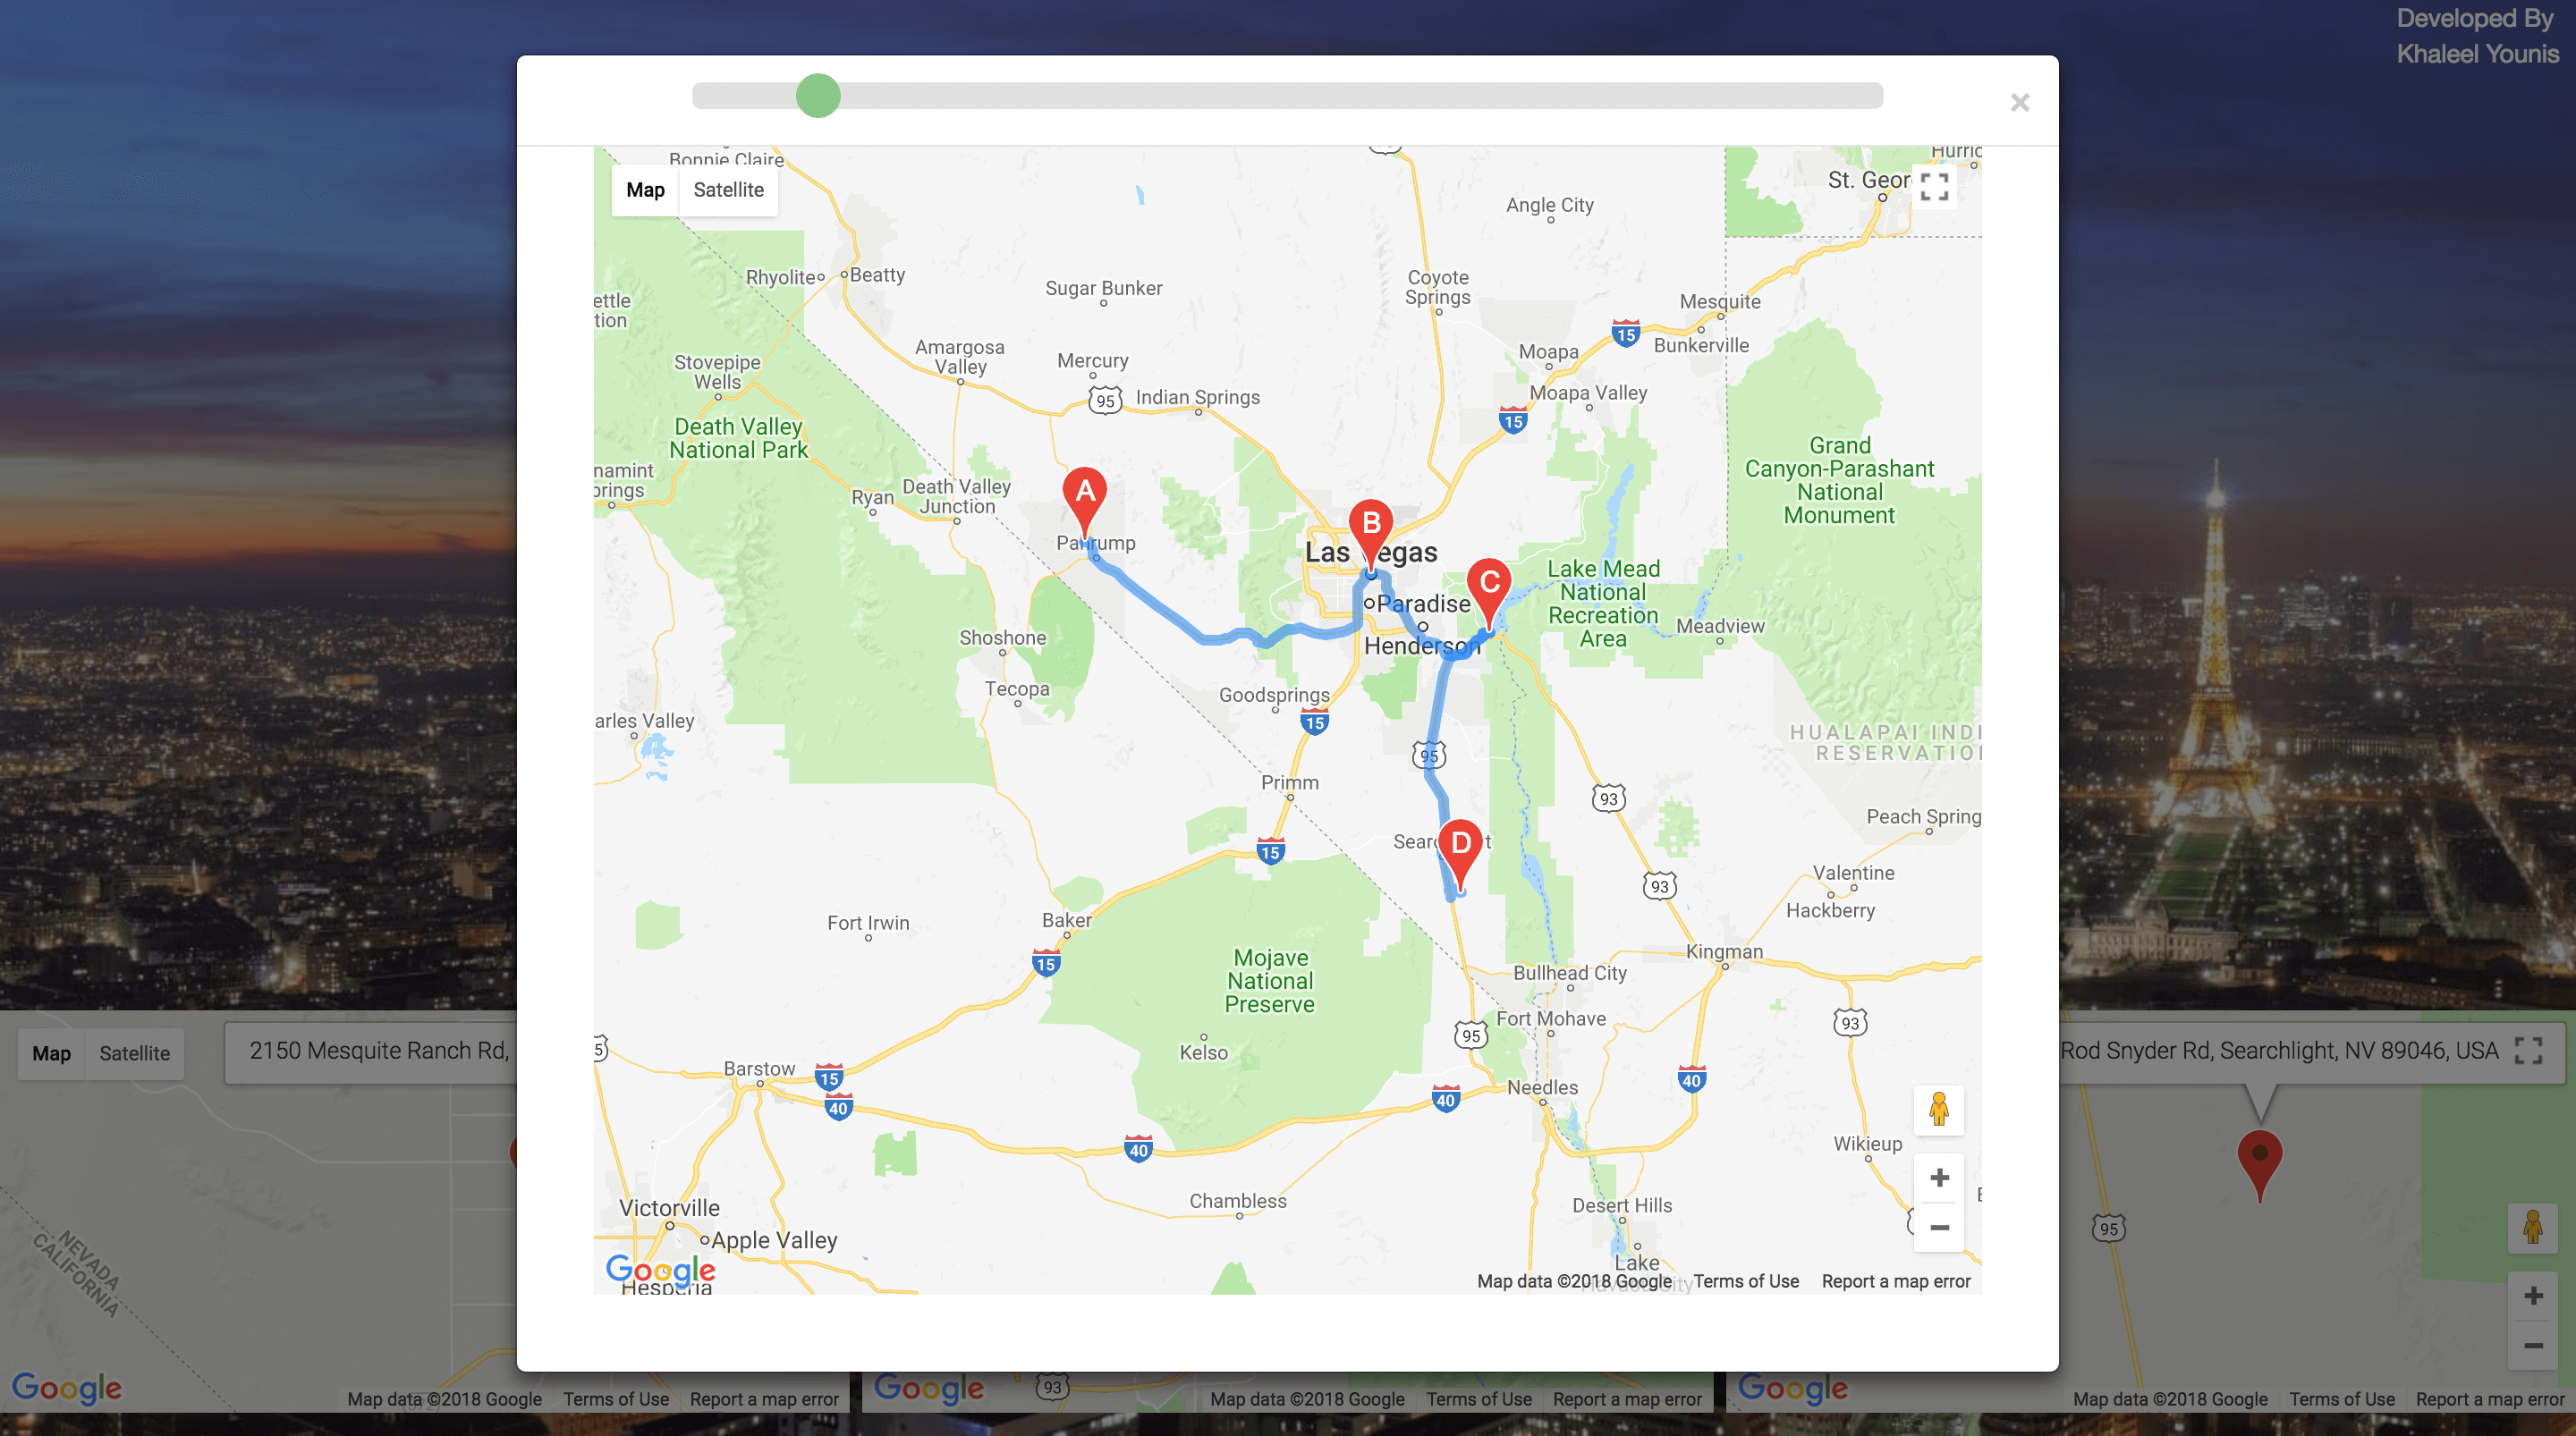 Developed By
Khaleel Younis
×
Bonnie Claire
Map
Satellite
Hurric
St. Geor
Angle City
Rhyolite
Beatty
Sugar Bunker
Coyote
Springs
Mesquite
ettle
tion
Bunkerville
15
Stovepipe
Wells
Amargosa
Valley
Mercury
95
Indian Springs
Moapa
Moapa Valley
15
Death Valley
National Park
Grand
Canyon-Parashant
National
Monument
namint
prings
Ryan
Death Valley
Junction
A
B
C
Pahrump
Las Vegas
Paradise
Henderson
Lake Mead
National
Recreation
Area
Meadview
Shoshone
Tecopa
Goodsprings
15
arles Valley
HUALAPAI INDI
RESERVATIO
95
Primm
93
Peach Spring
15
Sear
t
D
Valentine
Hackberry
93
Fort Irwin
Baker
15
Mojave
National
Preserve
Kingman
Bullhead City
Fort Mohave
95
93
Kelso
5
Barstow
15
40
40
Needles
40
40
Wikieup
Chambless
Desert Hills
Victorville
Apple Valley
Google
Hesperia
Lake
Havasu City
Map data ©2018 Google
Terms of Use
Report a map error
Map
Satellite
2150 Mesquite Ranch Rd,
NEVADA
CALIFORNIA
Google
Map data ©2018 Google
Terms of Use
Report a map error
Google
93
Map data ©2018 Google
Terms of Use
Report a map error
Rod Snyder Rd, Searchlight, NV 89046, USA
95
Google
Map data ©2018 Google
Terms of Use
Report a map error